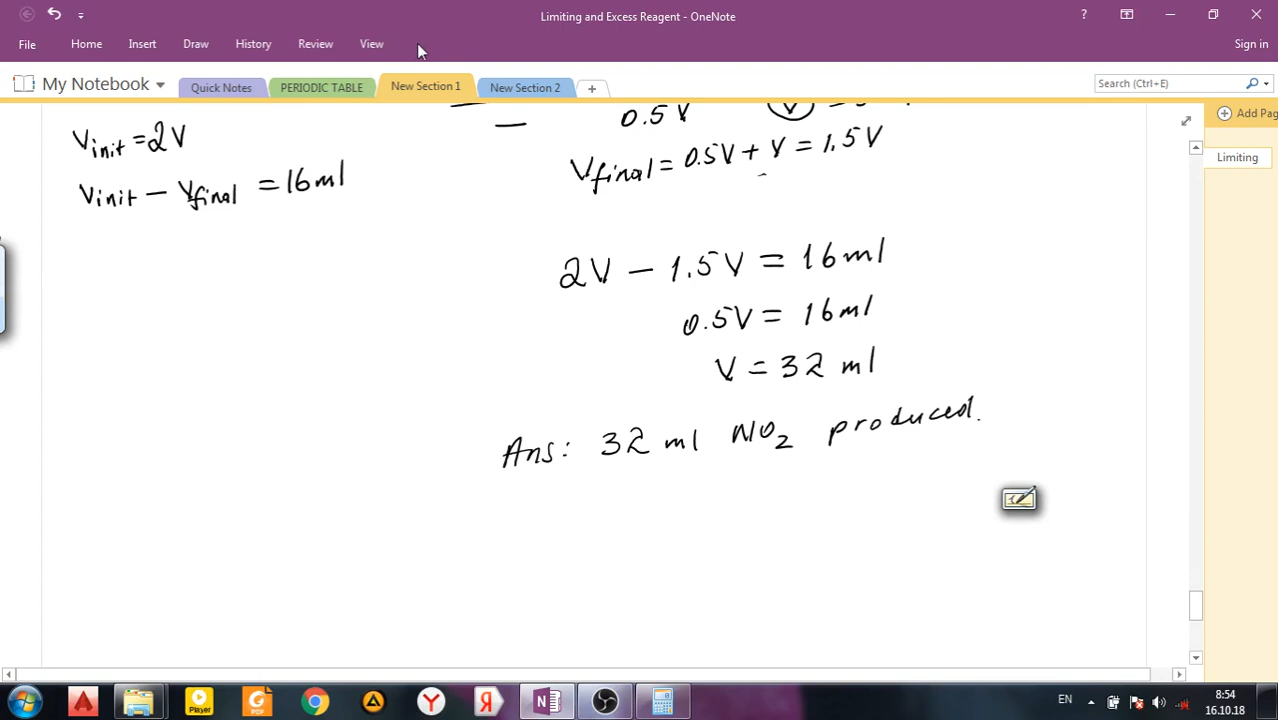 Limiting and Excess Reagent - OneNote
?
File Home Insert Draw History Review View
Sign in
My Notebook Quick Notes PERIODIC TABLE New Section 1 New Section 2 +
Search (Ctrl+E)
Add Pag
Limiting
0.5V
Vinit = 2V
Vfinal = 0.5V + V = 1.5V
Vinit - Vfinal = 16ml
2V - 1.5V = 16ml
0.5V = 16ml
V = 32 ml
Ans: 32 ml NO2 produced.
Player
PDF
EN
8:54
16.10.18